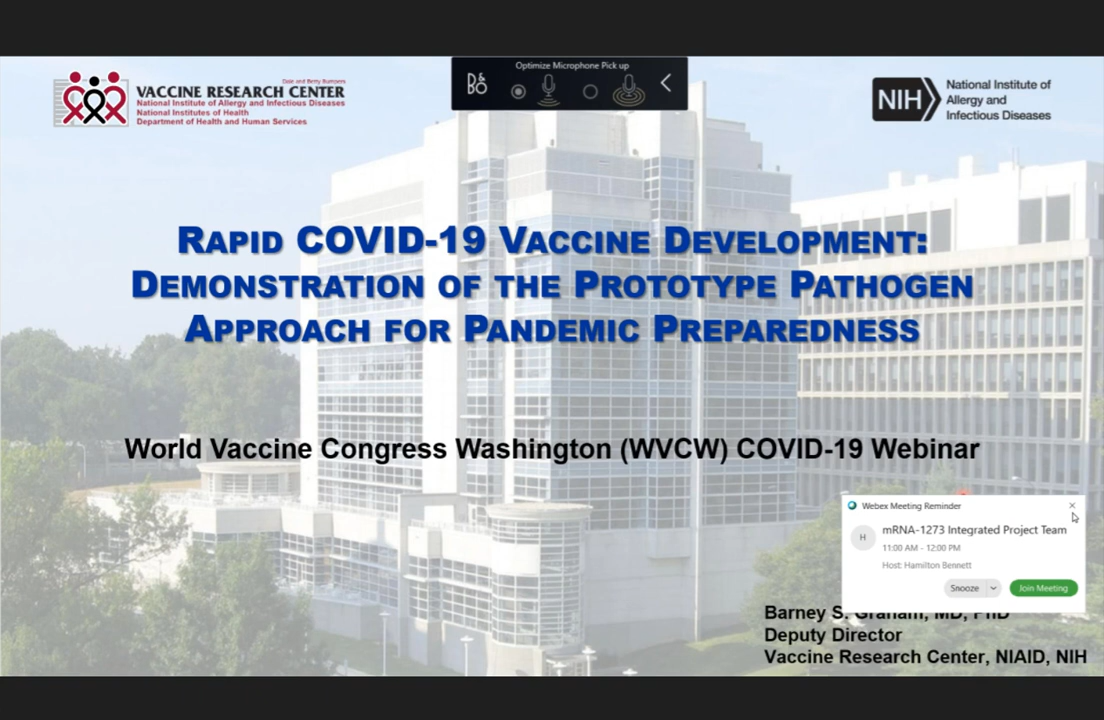 Optimize Microphone Pick up
B&O
Dale and Betty Bumpers
VACCINE RESEARCH CENTER
National Institute of Allergy and Infectious Diseases
National Institutes of Health
Department of Health and Human Services
NIH
National Institute of
Allergy and
Infectious Diseases
RAPID COVID-19 VACCINE DEVELOPMENT:
DEMONSTRATION OF THE PROTOTYPE PATHOGEN
APPROACH FOR PANDEMIC PREPAREDNESS
World Vaccine Congress Washington (WVCW) COVID-19 Webinar
Webex Meeting Reminder
H
mRNA-1273 Integrated Project Team
11:00 AM - 12:00 PM
Host: Hamilton Bennett
Snooze
Join Meeting
Barney S. Graham, MD, PhD
Deputy Director
Vaccine Research Center, NIAID, NIH